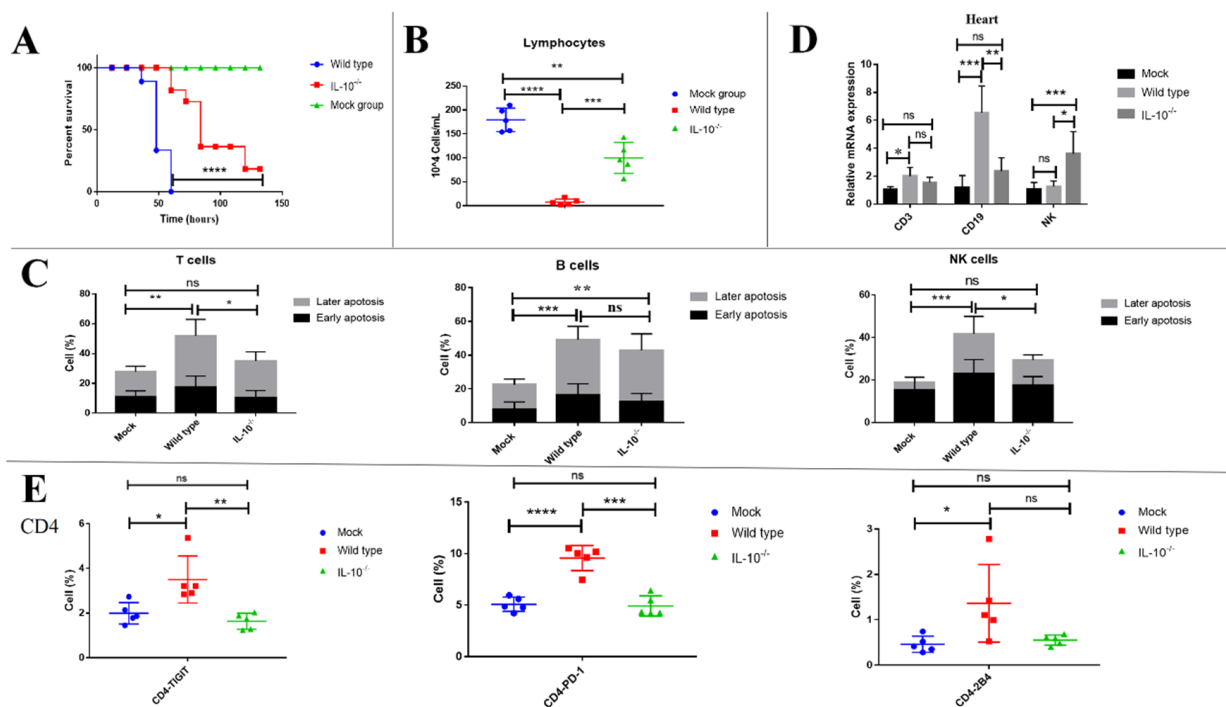 A
Percent survival
100
50
0
0
50
100
150
Time (hours)
****
Wild type
IL-10-/-
Mock group
B
Lymphocytes
10^4 Cells/mL
250
200
150
100
50
0
**
****
***
Mock group
Wild type
IL-10-/-
D
Heart
Relative mRNA expression
10
8
6
4
2
0
ns
ns
*
ns
***
**
***
*
ns
CD3
CD19
NK
Mock
Wild type
IL-10-/-
C
T cells
Cell (%)
80
60
40
20
0
ns
**
*
Mock
Wild type
IL-10-/-
Later apotosis
Early apotosis
B cells
Cell (%)
80
60
40
20
0
**
***
ns
Mock
Wild type
IL-10-/-
Later apotosis
Early apotosis
NK cells
Cell (%)
60
40
20
0
ns
***
*
Mock
Wild type
IL-10-/-
Later apotosis
Early apotosis
E
CD4
Cell (%)
6
4
2
0
ns
*
**
CD4-TIGIT
Mock
Wild type
IL-10-/-
Cell (%)
15
10
5
0
ns
****
***
CD4-PD-1
Mock
Wild type
IL-10-/-
Cell (%)
3
2
1
0
ns
*
ns
CD4-2B4
Mock
Wild type
IL-10-/-